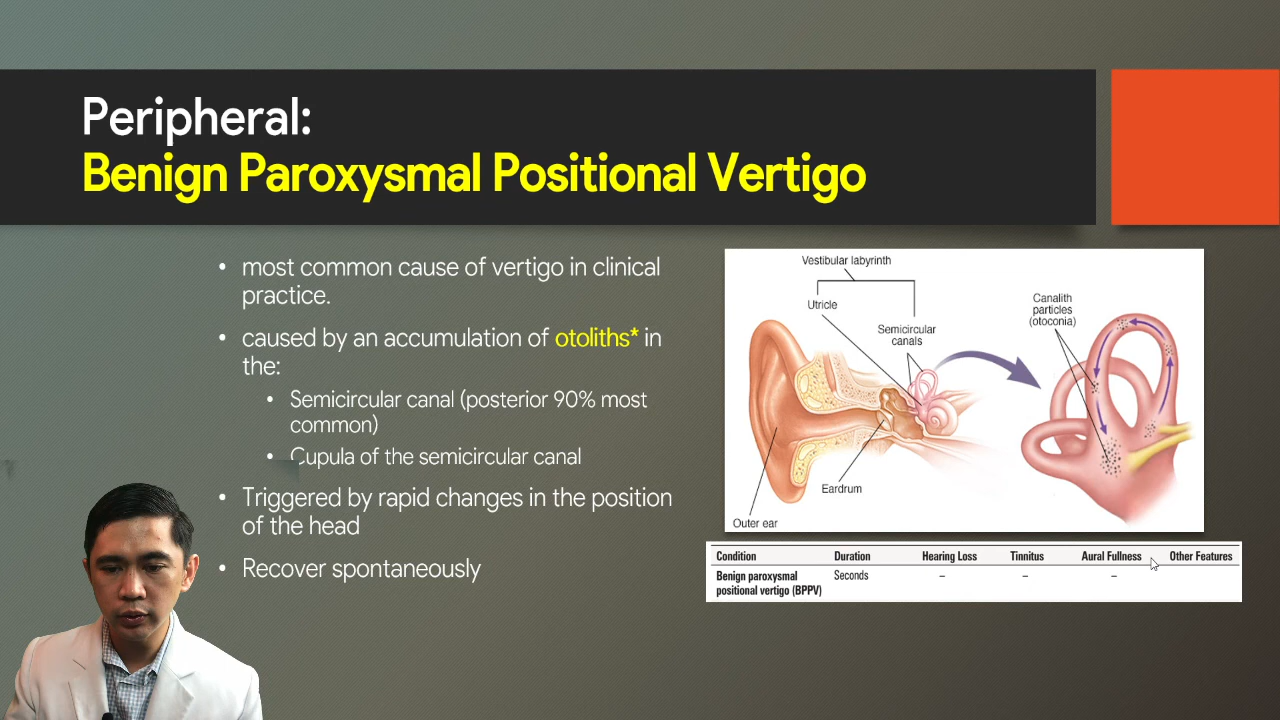 Peripheral:
Benign Paroxysmal Positional Vertigo
• most common cause of vertigo in clinical
practice.
• caused by an accumulation of otoliths* in
the:
• Semicircular canal (posterior 90% most
common)
• Cupula of the semicircular canal
• Triggered by rapid changes in the position
of the head
• Recover spontaneously
Vestibular labyrinth
Utricle
Semicircular
canals
Canalith
particles
(otoconia)
Eardrum
Outer ear
Condition Duration Hearing Loss Tinnitus Aural Fullness Other Features
Benign paroxysmal Seconds – – –
positional vertigo (BPPV)